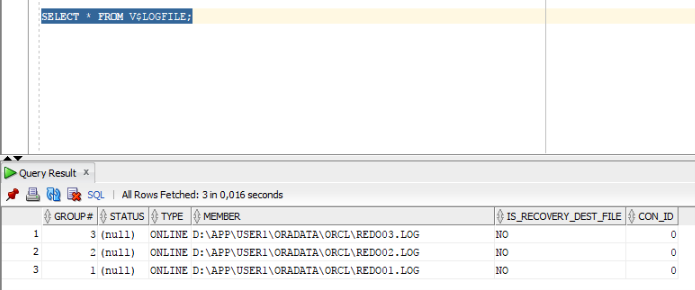 SELECT * FROM V$LOGFILE;
Query Result x
SQL | All Rows Fetched: 3 in 0,016 seconds
GROUP# STATUS TYPE MEMBER IS_RECOVERY_DEST_FILE CON_ID
1 3 (null) ONLINE D:\APP\USER1\ORADATA\ORCL\REDO03.LOG NO 0
2 2 (null) ONLINE D:\APP\USER1\ORADATA\ORCL\REDO02.LOG NO 0
3 1 (null) ONLINE D:\APP\USER1\ORADATA\ORCL\REDO01.LOG NO 0